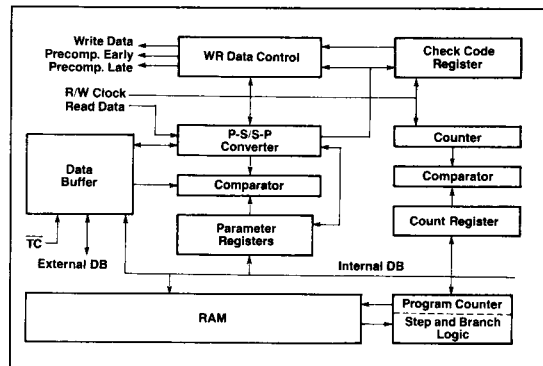 Write Data
Precomp. Early
Precomp. Late
WR Data Control
Check Code
Register
R/W Clock
Read Data
P-S/S-P
Converter
Counter
Data
Buffer
Comparator
Comparator
Parameter
Registers
Count Register
TC
External DB
Internal DB
RAM
Program Counter
Step and Branch
Logic